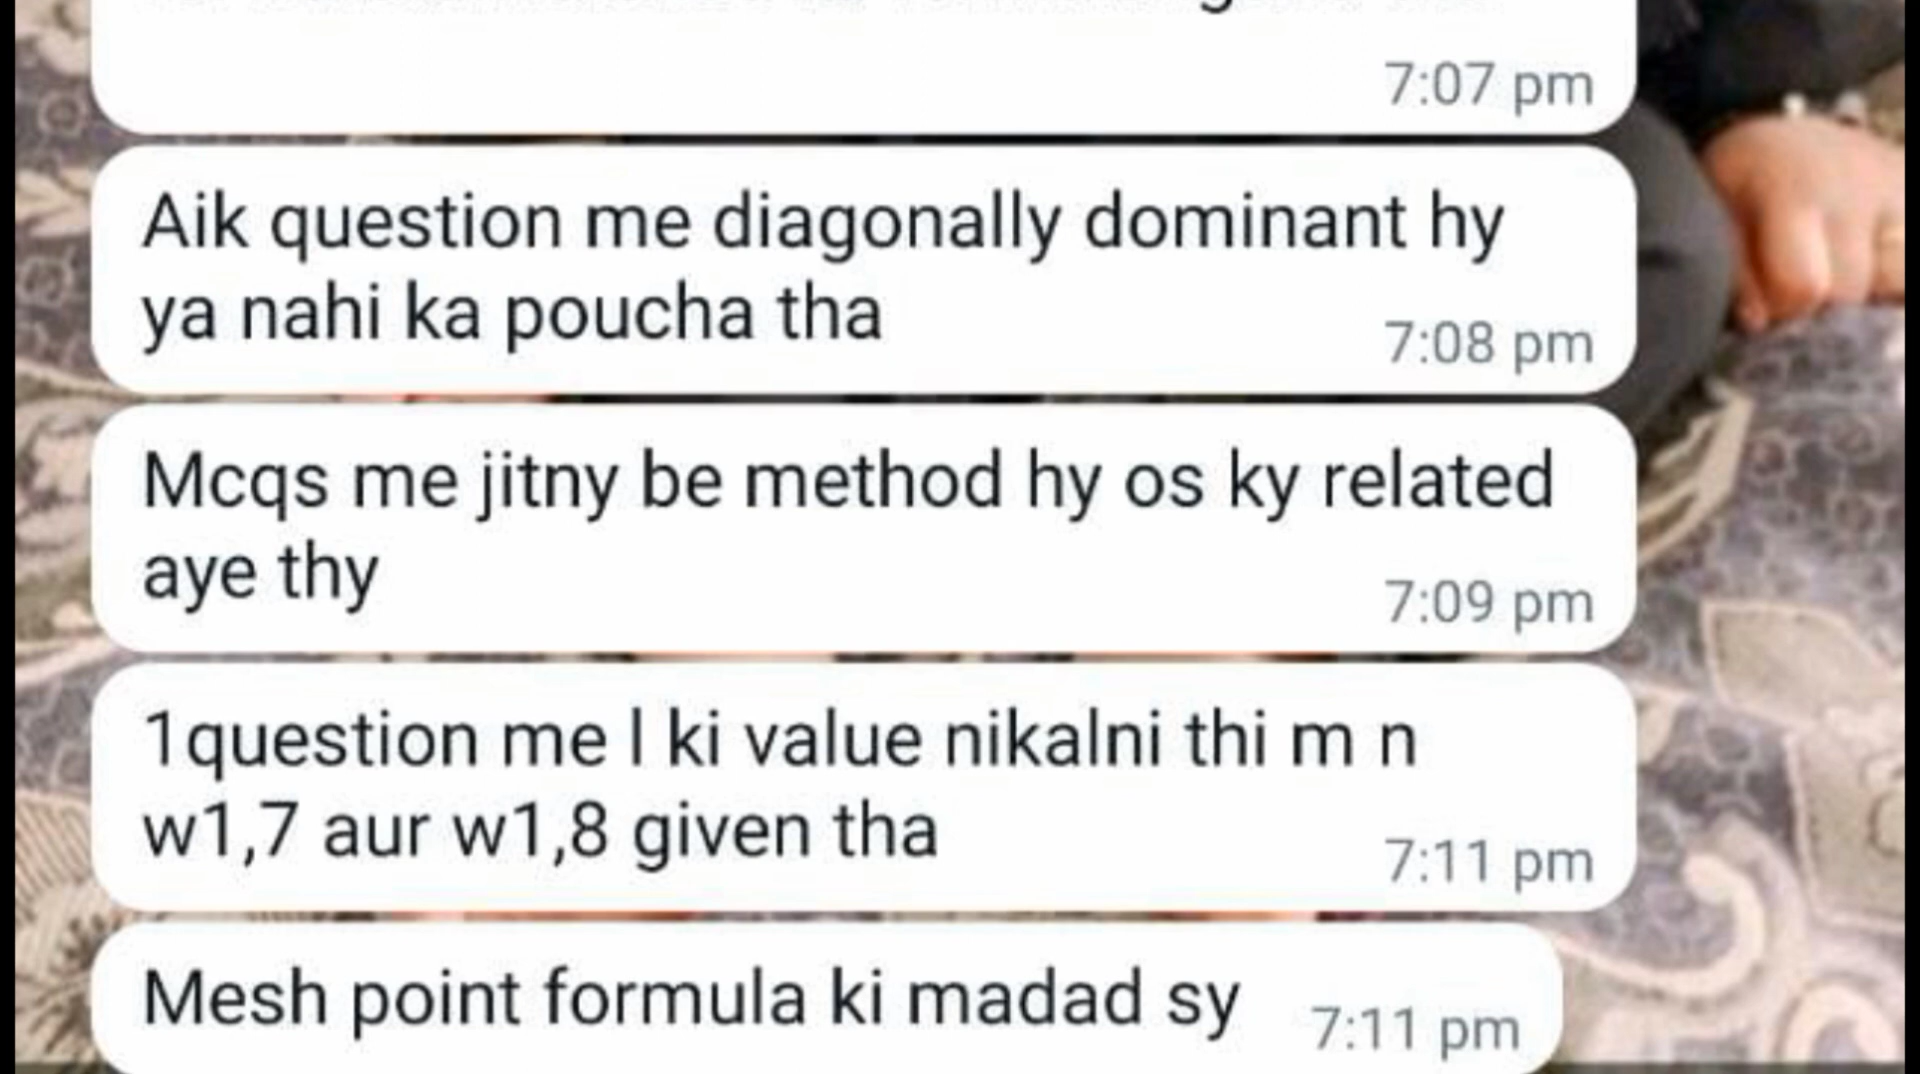 7:07 pm
Aik question me diagonally dominant hy
ya nahi ka poucha tha
7:08 pm
Mcqs me jitny be method hy os ky related
aye thy
7:09 pm
1question me l ki value nikalni thi m n
w1,7 aur w1,8 given tha
7:11 pm
Mesh point formula ki madad sy
7:11 pm